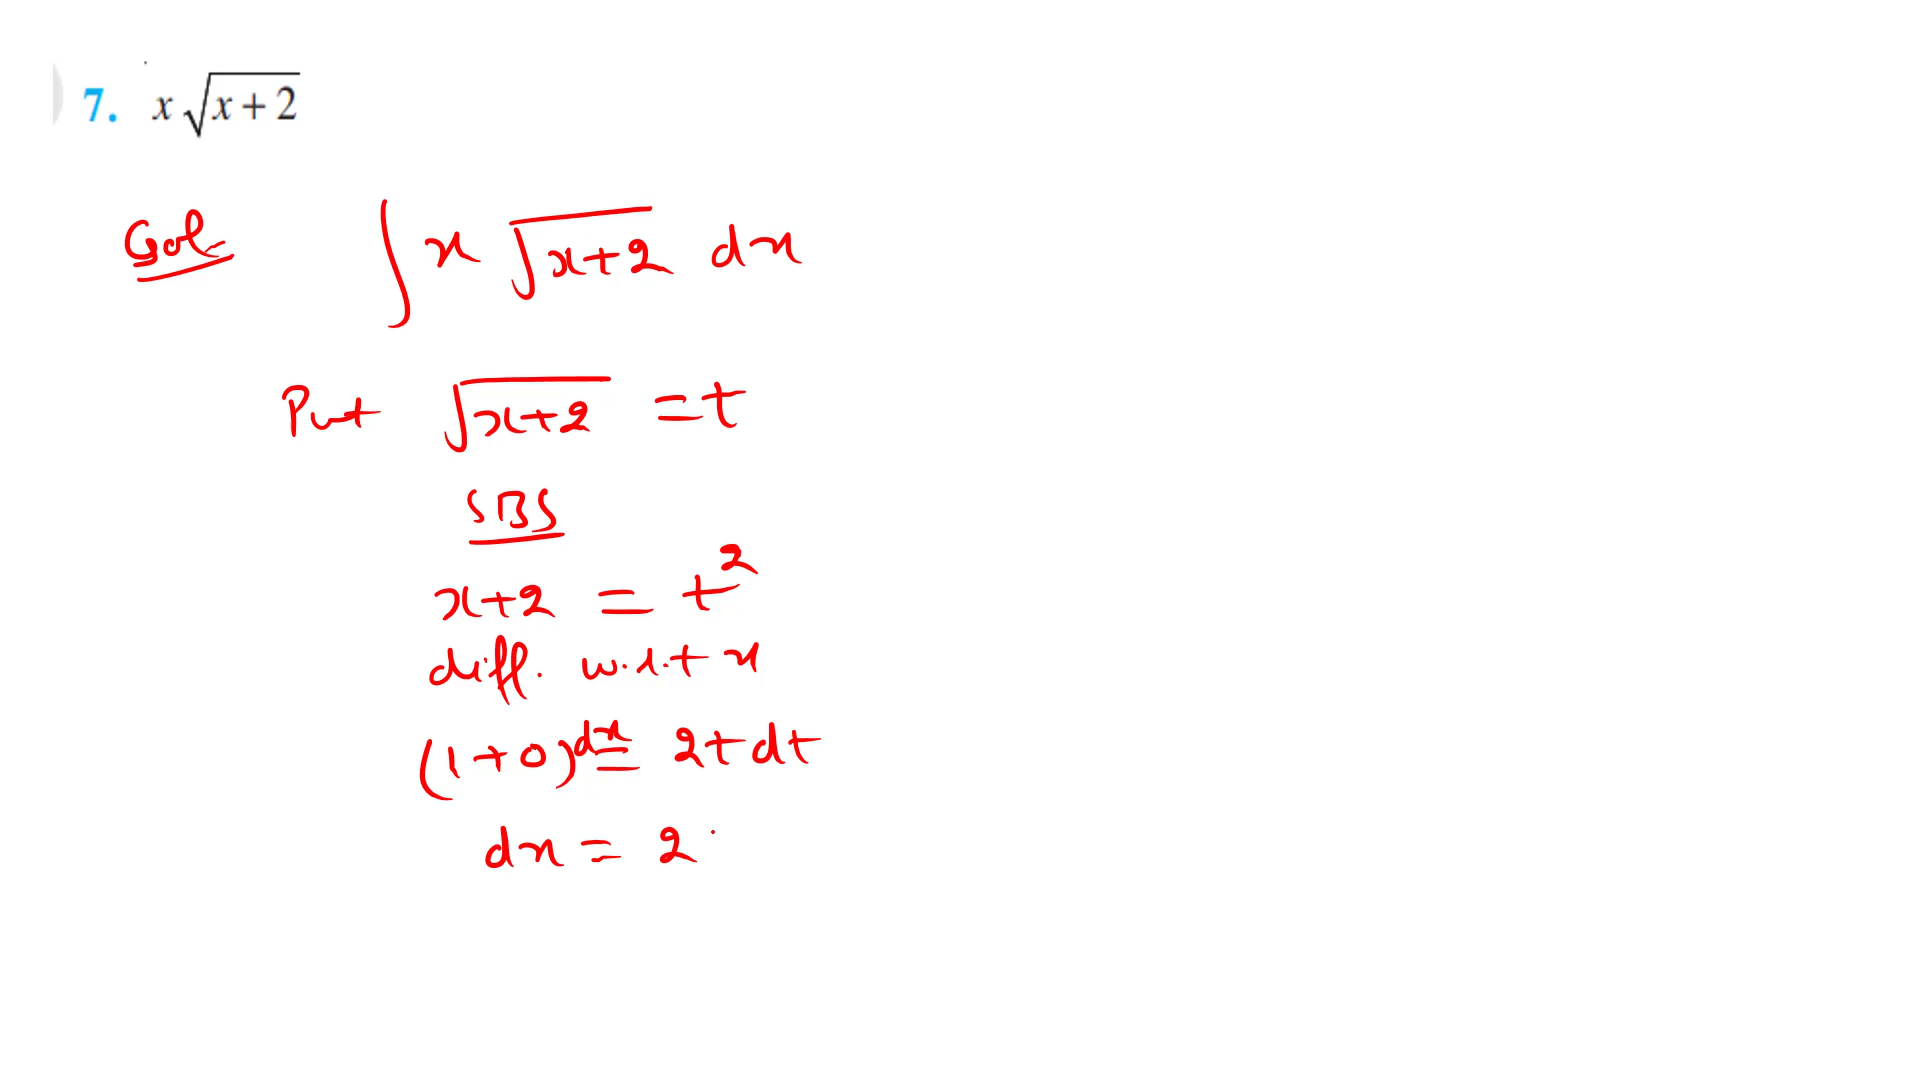 7. x √(x + 2)
Sol ∫ x √(x+2) dx
Put √(x+2) = t
SBS
x+2 = t²
diff. w.r.t x
(1+0)dx = 2t dt
dx = 2